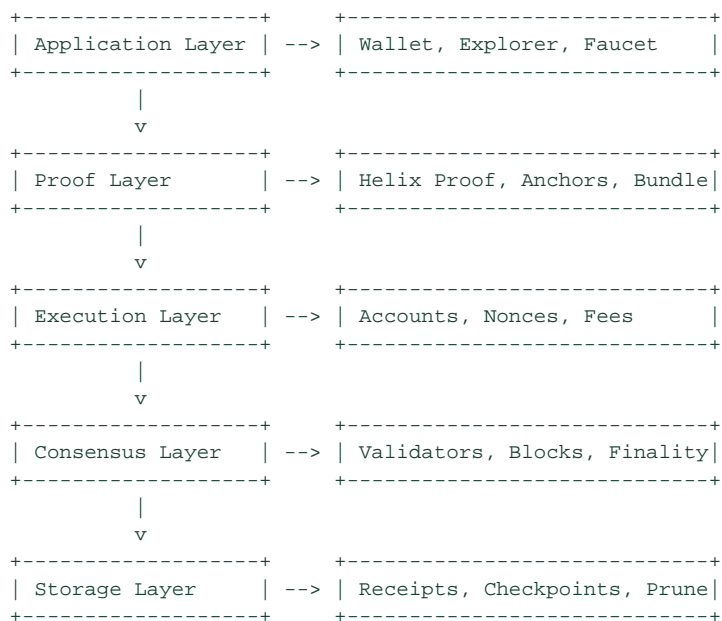 +-------------------+     +-----------------------------+
| Application Layer | --> | Wallet, Explorer, Faucet    |
+-------------------+     +-----------------------------+
          |
          v
+-------------------+     +-----------------------------+
| Proof Layer       | --> | Helix Proof, Anchors, Bundle|
+-------------------+     +-----------------------------+
          |
          v
+-------------------+     +-----------------------------+
| Execution Layer   | --> | Accounts, Nonces, Fees      |
+-------------------+     +-----------------------------+
          |
          v
+-------------------+     +-----------------------------+
| Consensus Layer   | --> | Validators, Blocks, Finality|
+-------------------+     +-----------------------------+
          |
          v
+-------------------+     +-----------------------------+
| Storage Layer     | --> | Receipts, Checkpoints, Prune|
+-------------------+     +-----------------------------+